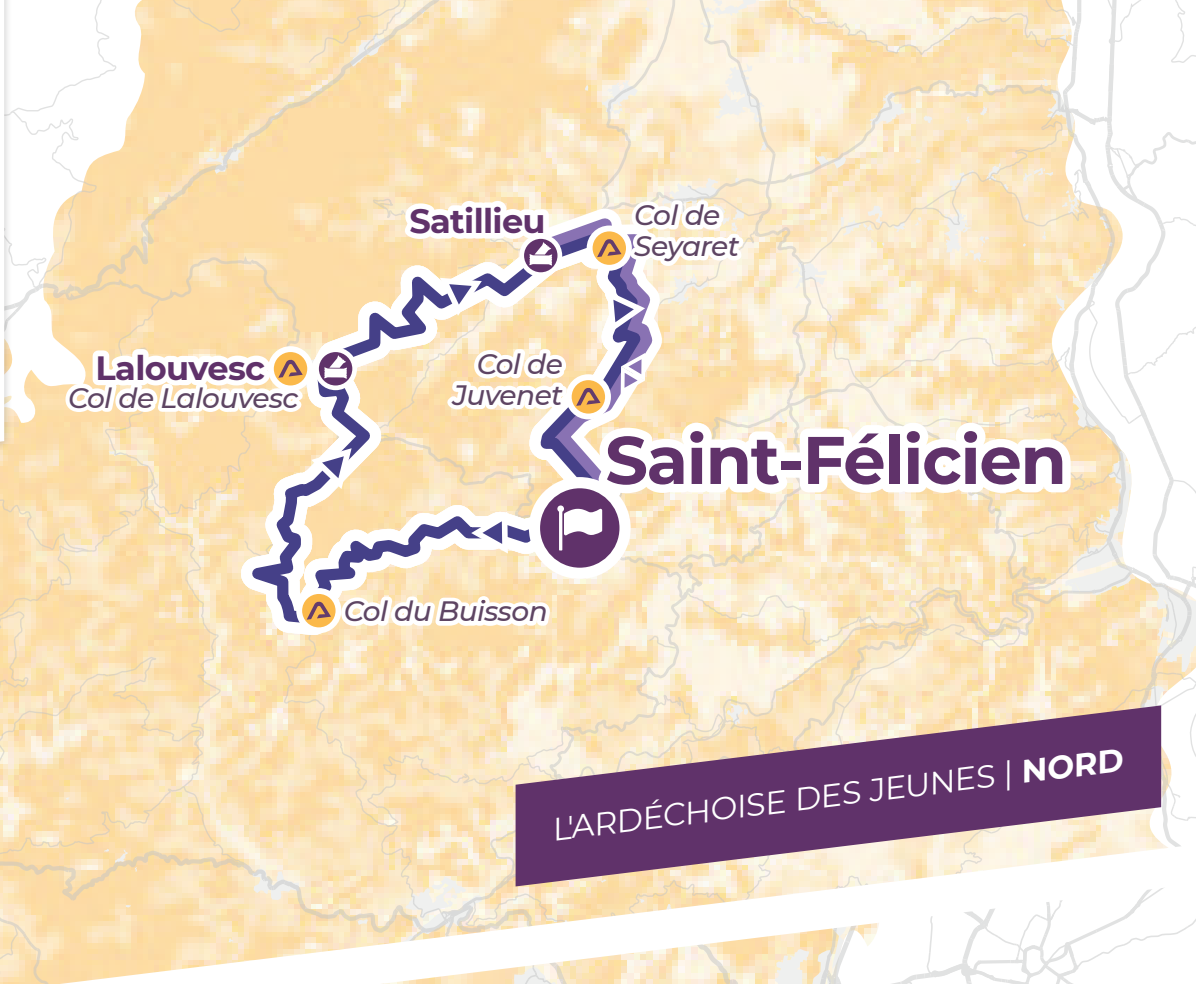 Satillieu
Col de
Seyaret
Lalouvesc
Col de Lalouvesc
Col de
Juvenet
Saint-Félicien
Col du Buisson
L'ARDÉCHOISE DES JEUNES | NORD